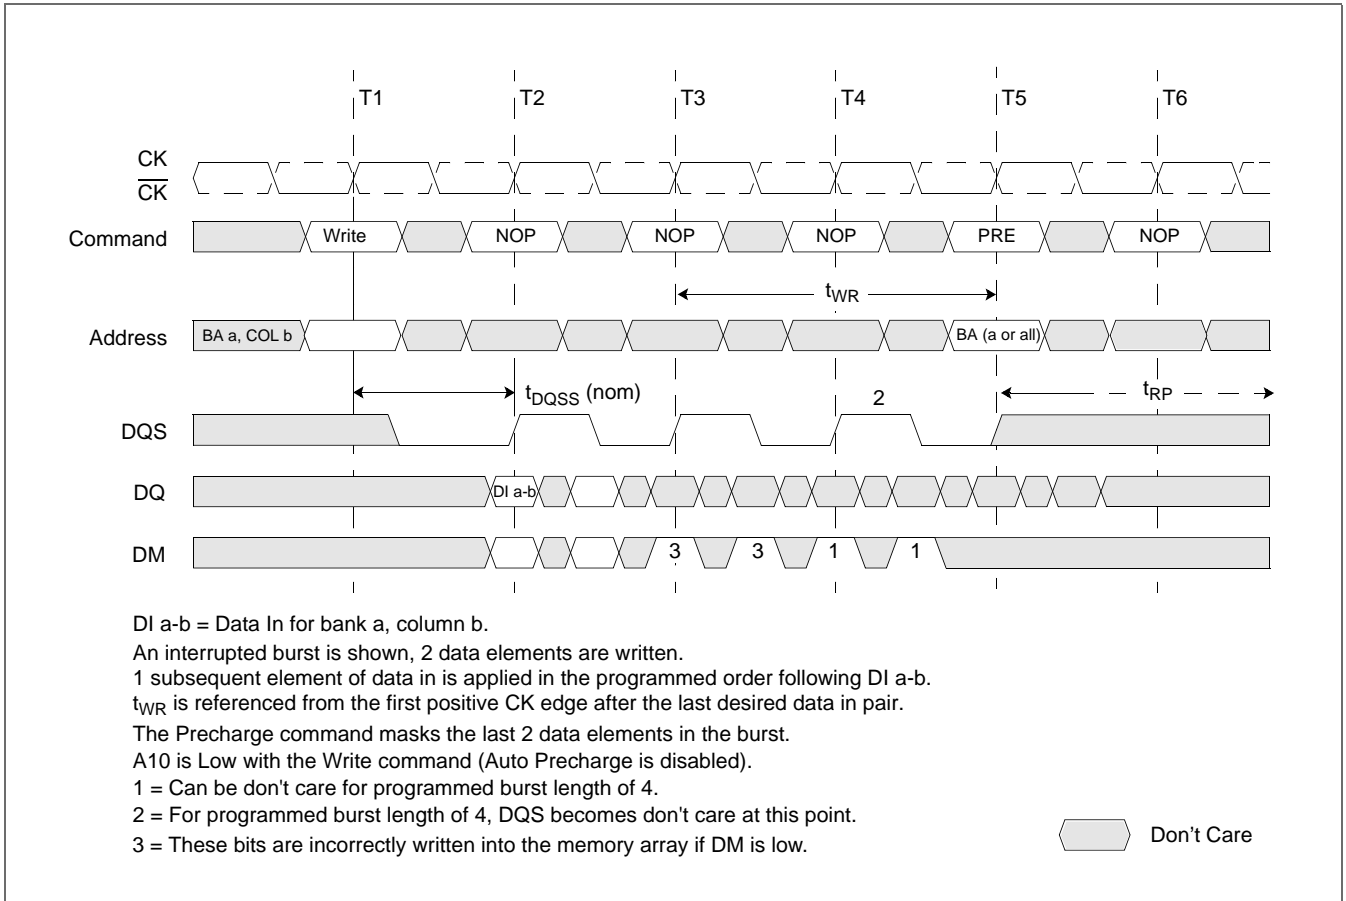 T1 T2 T3 T4 T5 T6
CK
CK
Command Write NOP NOP NOP PRE NOP
tWR
Address BA a, COL b BA (a or all)
tDQSS (nom) 2 tRP
DQS
DQ DI a-b
DM 3 3 1 1
DI a-b = Data In for bank a, column b.
An interrupted burst is shown, 2 data elements are written.
1 subsequent element of data in is applied in the programmed order following DI a-b.
tWR is referenced from the first positive CK edge after the last desired data in pair.
The Precharge command masks the last 2 data elements in the burst.
A10 is Low with the Write command (Auto Precharge is disabled).
1 = Can be don't care for programmed burst length of 4.
2 = For programmed burst length of 4, DQS becomes don't care at this point.
3 = These bits are incorrectly written into the memory array if DM is low.
Don't Care